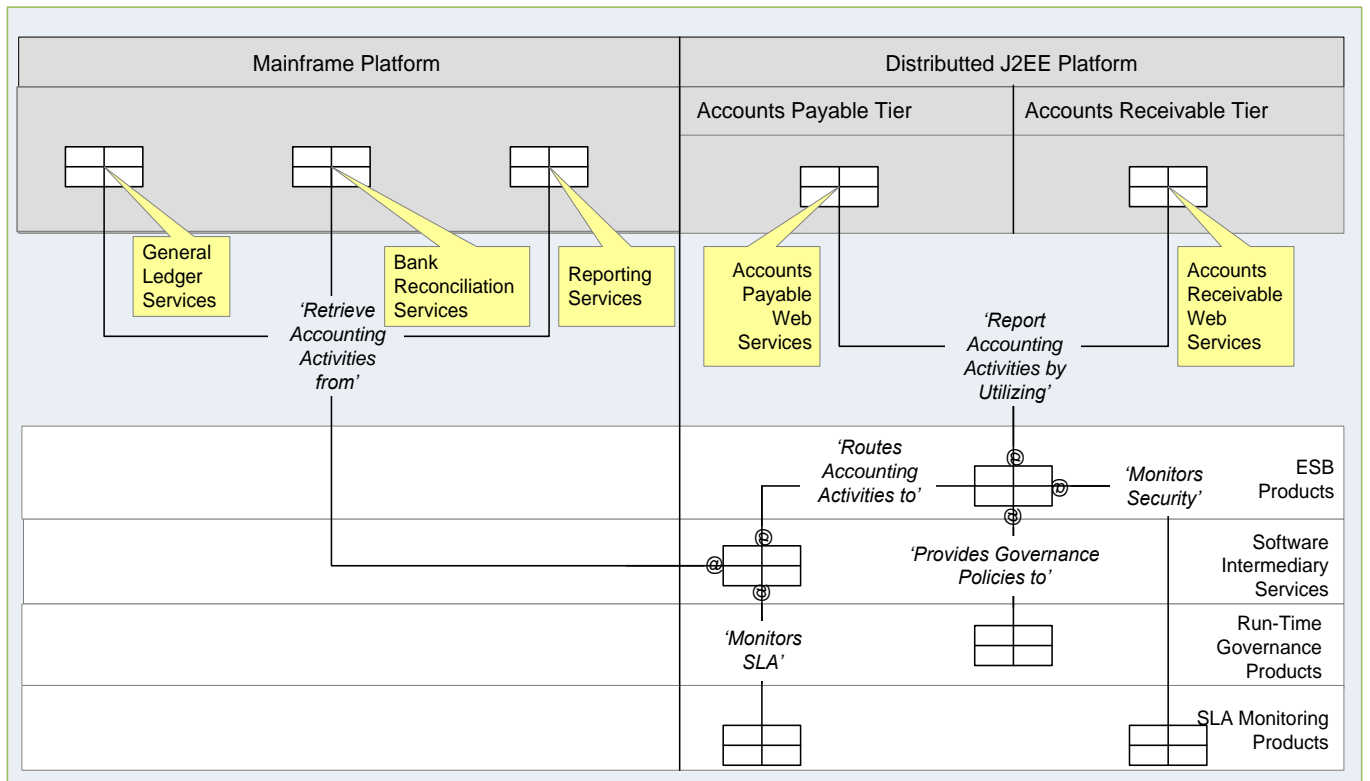 Mainframe Platform
Distributted J2EE Platform
Accounts Payable Tier
Accounts Receivable Tier
General
Ledger
Services
Bank
Reconciliation
Services
Reporting
Services
Accounts
Payable
Web
Services
Accounts
Receivable
Web
Services
‘Retrieve
Accounting
Activities
from’
‘Report
Accounting
Activities by
Utilizing’
‘Routes
Accounting
Activities to’
@
@
@
‘Monitors
Security’
ESB
Products
@
@
@
‘Provides Governance
Policies to’
Software
Intermediary
Services
‘Monitors
SLA’
Run-Time
Governance
Products
SLA Monitoring
Products